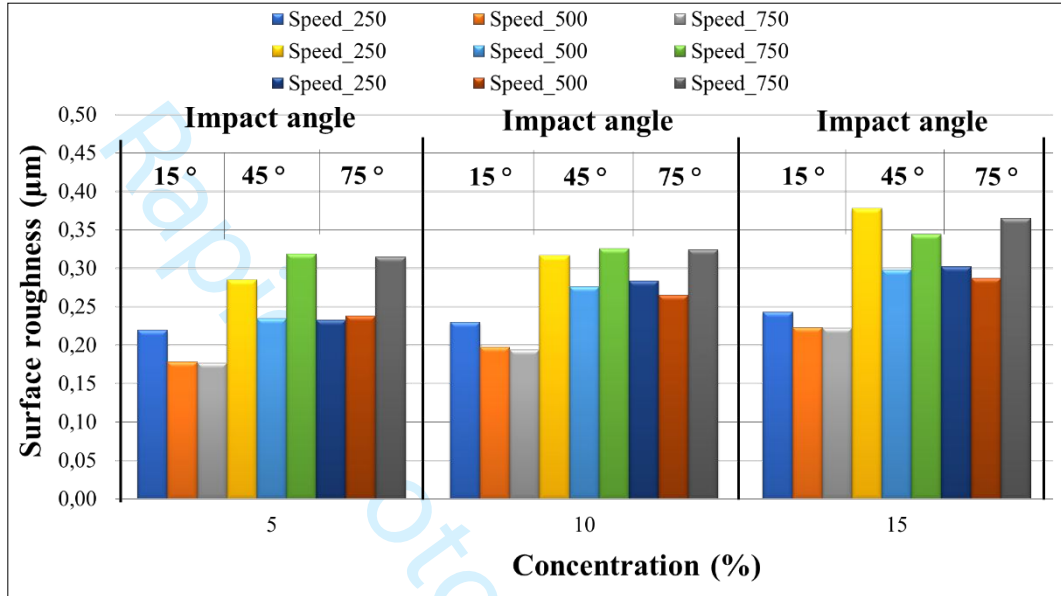 Speed_250 Speed_500 Speed_750
Speed_250 Speed_500 Speed_750
Speed_250 Speed_500 Speed_750
Surface roughness (μm)
0,50
0,45
0,40
0,35
0,30
0,25
0,20
0,15
0,10
0,05
0,00
Impact angle Impact angle Impact angle
15 ° 45 ° 75 ° 15 ° 45 ° 75 ° 15 ° 45 ° 75 °
5 10 15
Concentration (%)